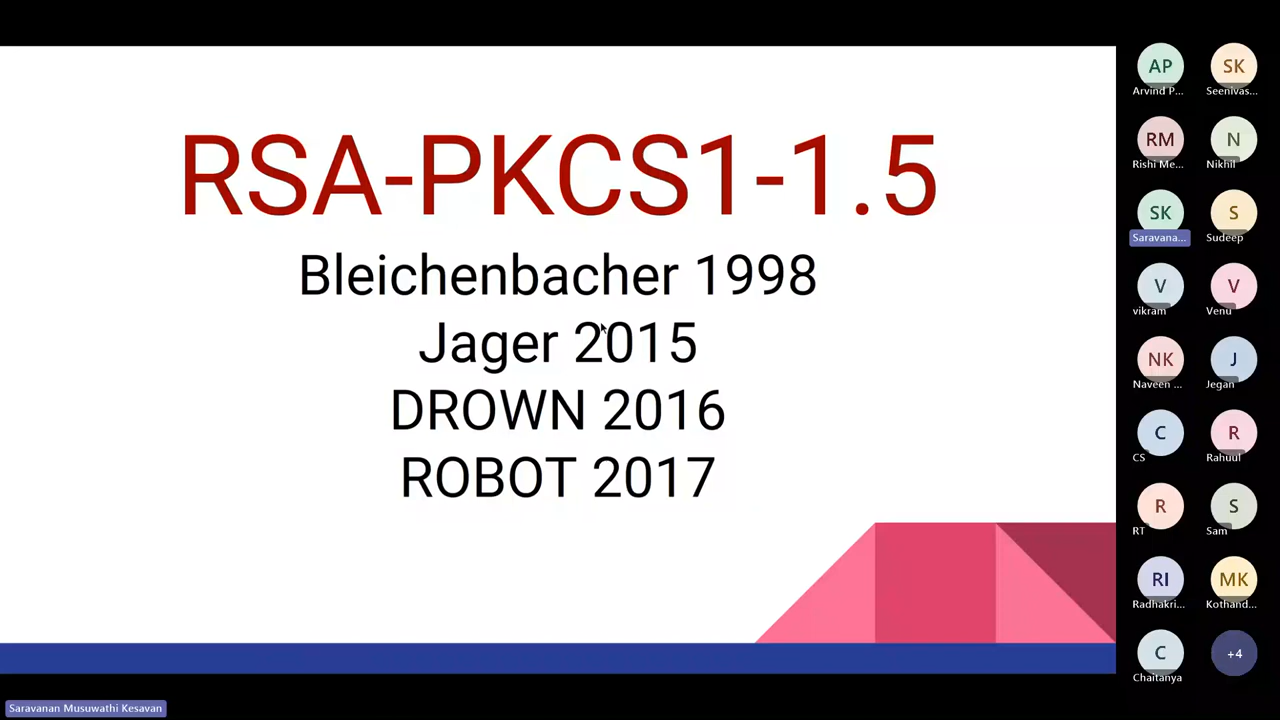 RSA-PKCS1-1.5
Bleichenbacher 1998
Jager 2015
DROWN 2016
ROBOT 2017
AP
SK
Arvind P...
Seenivas...
RM
N
Rishi Me...
Nikhil
SK
S
Saravana...
Sudeep
V
V
vikram
Venu
NK
J
Naveen ...
Jegan
C
R
CS
Rahuul
R
S
RT
Sam
RI
MK
Radhakri...
Kothand...
C
+4
Chaitanya
Saravanan Musuwathi Kesavan